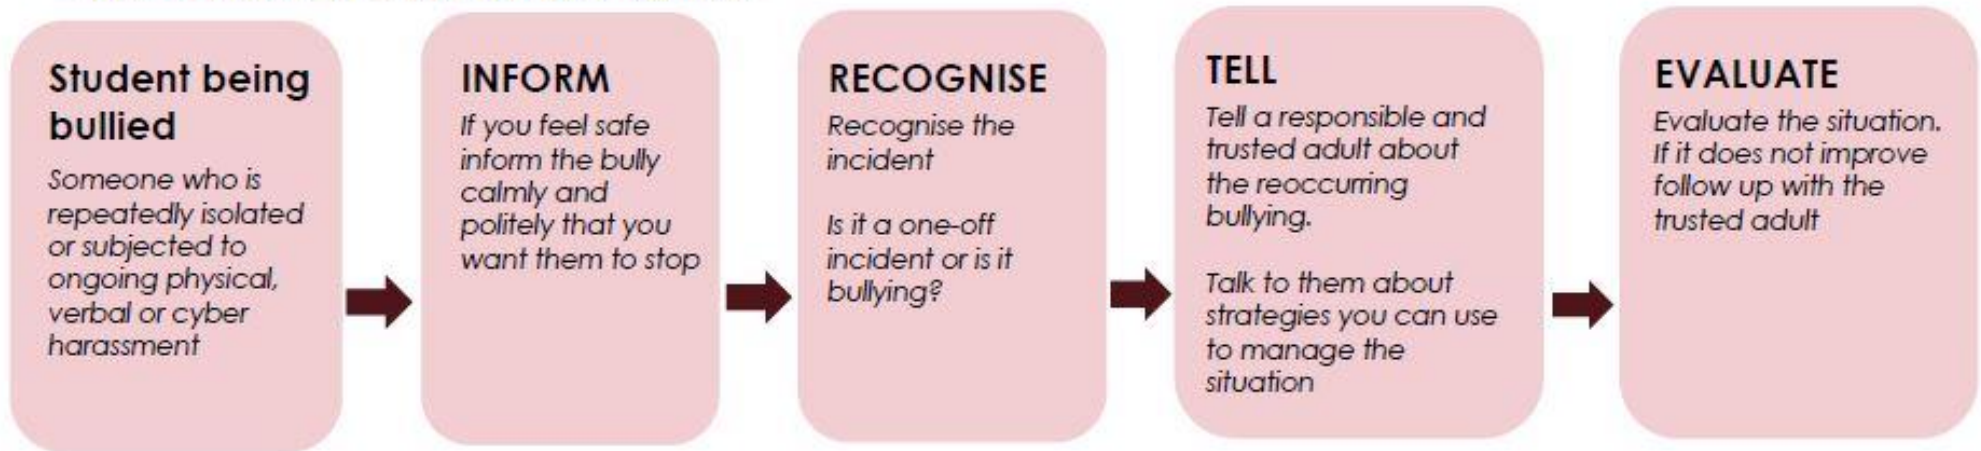 Student being
bullied
Someone who is
repeatedly isolated
or subjected to
ongoing physical,
verbal or cyber
harassment
INFORM
If you feel safe
inform the bully
calmly and
politely that you
want them to stop
RECOGNISE
Recognise the
incident
Is it a one-off
incident or is it
bullying?
TELL
Tell a responsible and
trusted adult about
the reoccurring
bullying.
Talk to them about
strategies you can use
to manage the
situation
EVALUATE
Evaluate the situation.
If it does not improve
follow up with the
trusted adult